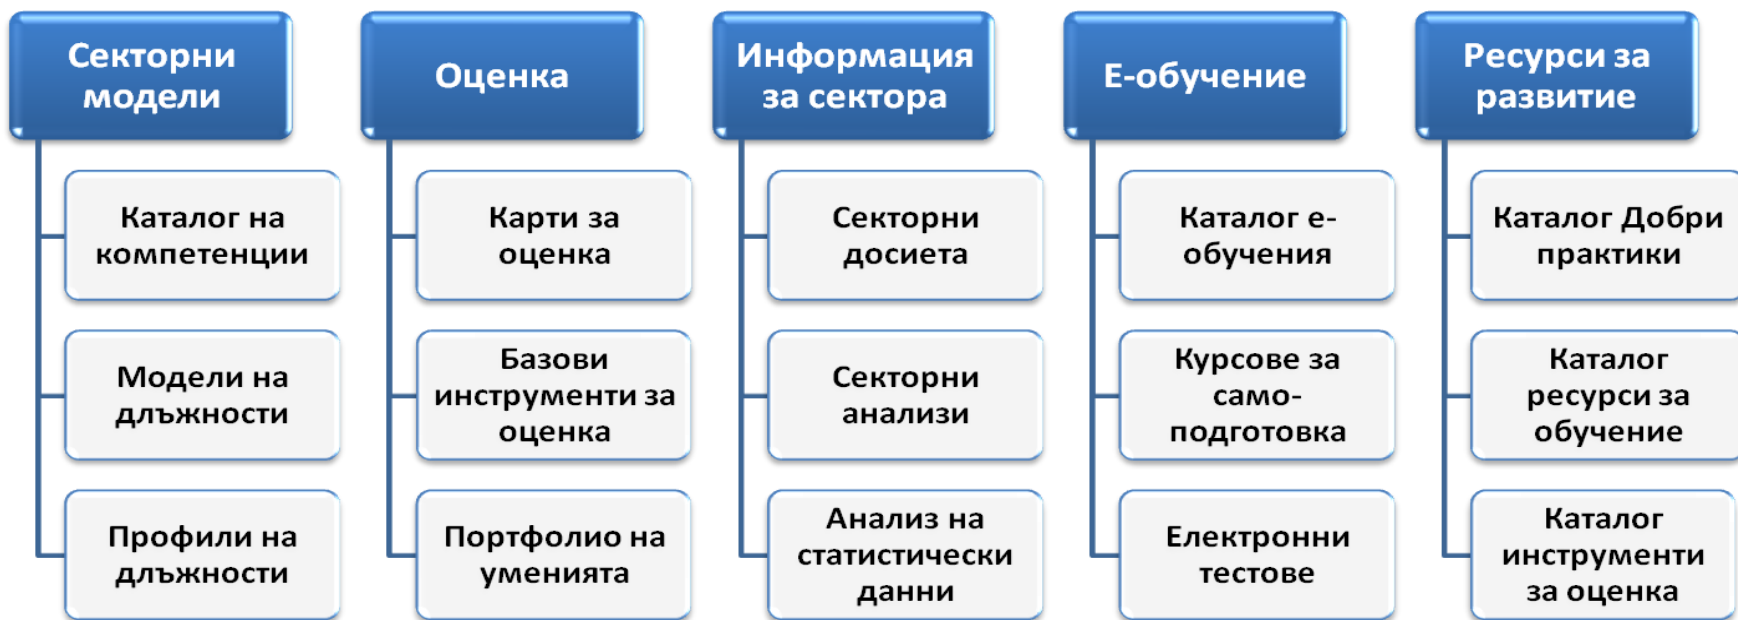 Секторни
модели
Каталог на
компетенции
Модели на
длъжности
Профили на
длъжности
Оценка
Карти за
оценка
Базови
инструменти за
оценка
Портфолио на
уменията
Информация
за сектора
Секторни
досиета
Секторни
анализи
Анализ на
статистически
данни
Е-обучение
Каталог е-
обучения
Курсове за
само-
подготовка
Електронни
тестове
Ресурси за
развитие
Каталог Добри
практики
Каталог
ресурси за
обучение
Каталог
инструменти
за оценка